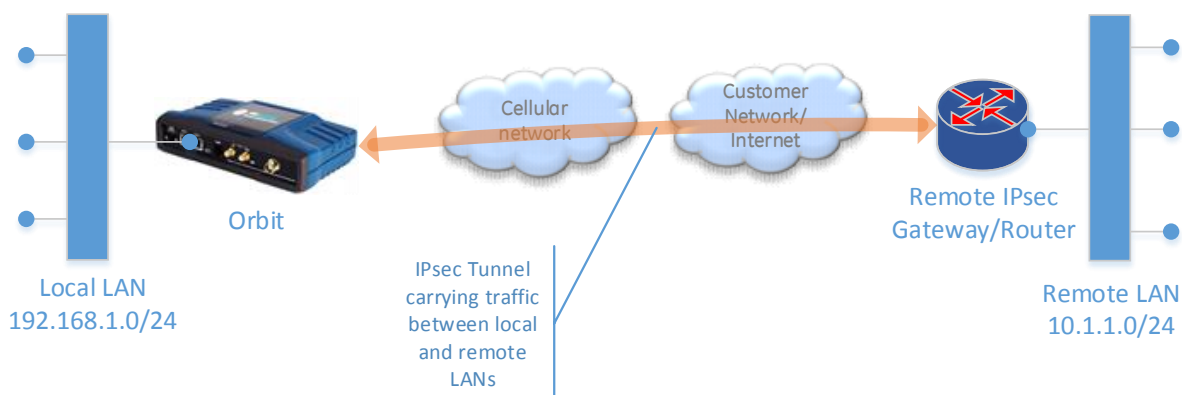 Cellular
network
Customer
Network/
Internet
Orbit
Remote IPsec
Gateway/Router
Local LAN
192.168.1.0/24
IPsec Tunnel
carrying traffic
between local
and remote
LANs
Remote LAN
10.1.1.0/24